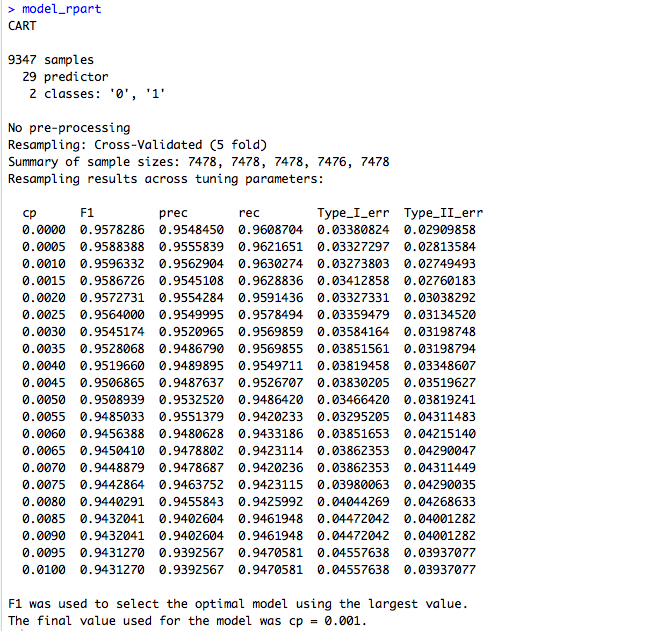 > model_rpart
CART
9347 samples
29 predictor
2 classes: '0', '1'
No pre-processing
Resampling: Cross-Validated (5 fold)
Summary of sample sizes: 7478, 7478, 7478, 7476, 7478
Resampling results across tuning parameters:
cp F1 prec rec Type_I_err Type_II_err
0.0000 0.9578286 0.9548450 0.9608704 0.03380824 0.02909858
0.0005 0.9588388 0.9555839 0.9621651 0.03327297 0.02813584
0.0010 0.9596332 0.9562904 0.9630274 0.03273803 0.02749493
0.0015 0.9586726 0.9545108 0.9628836 0.03412858 0.02760183
0.0020 0.9572731 0.9554284 0.9591436 0.03327331 0.03038292
0.0025 0.9564000 0.9549995 0.9578494 0.03359479 0.03134520
0.0030 0.9545174 0.9520965 0.9569859 0.03584164 0.03198748
0.0035 0.9528068 0.9486790 0.9569855 0.03851561 0.03198794
0.0040 0.9519660 0.9489895 0.9549711 0.03819458 0.03348607
0.0045 0.9506865 0.9487637 0.9526707 0.03830205 0.03519627
0.0050 0.9508939 0.9532520 0.9486420 0.03466420 0.03819241
0.0055 0.9485033 0.9551379 0.9420233 0.03295205 0.04311483
0.0060 0.9456388 0.9480628 0.9433186 0.03851653 0.04215140
0.0065 0.9450410 0.9478802 0.9423114 0.03862353 0.04290047
0.0070 0.9448879 0.9478687 0.9420236 0.03862353 0.04311449
0.0075 0.9442864 0.9463752 0.9423115 0.03980063 0.04290035
0.0080 0.9440291 0.9455843 0.9425992 0.04044269 0.04268633
0.0085 0.9432041 0.9402604 0.9461948 0.04472042 0.04001282
0.0090 0.9432041 0.9402604 0.9461948 0.04472042 0.04001282
0.0095 0.9431270 0.9392567 0.9470581 0.04557638 0.03937077
0.0100 0.9431270 0.9392567 0.9470581 0.04557638 0.03937077
F1 was used to select the optimal model using the largest value.
The final value used for the model was cp = 0.001.